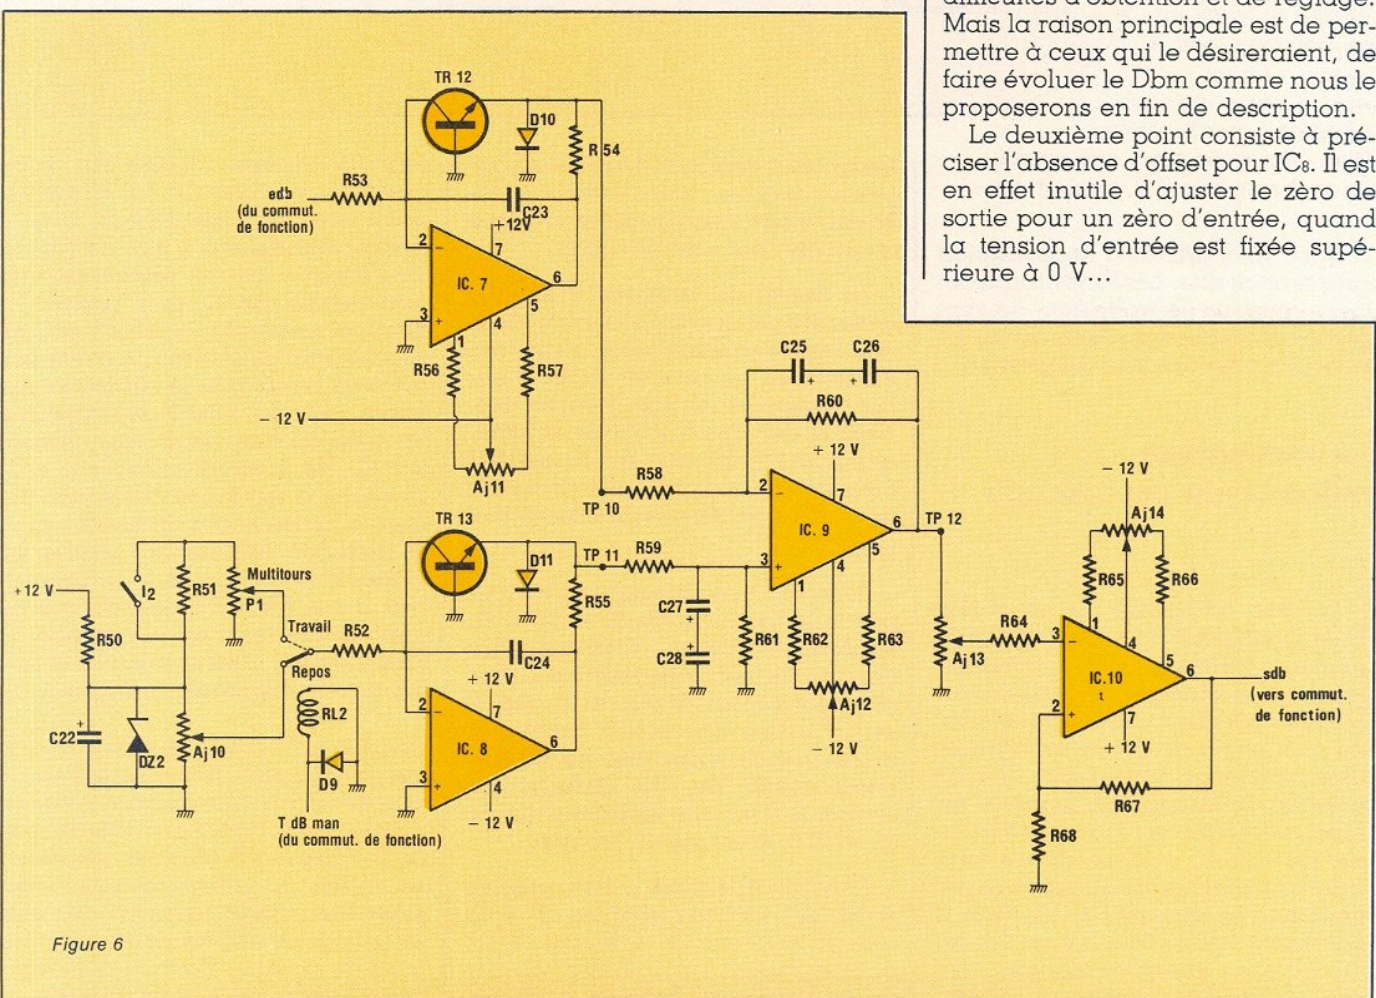 difficultés d'obtention et de réglage.
Mais la raison principale est de per-
mettre à ceux qui le désireraient, de
faire évoluer le Dbm comme nous le
proposerons en fin de description.
Le deuxième point consiste à pré-
ciser l'absence d'offset pour IC₈. Il est
en effet inutile d'ajuster le zèro de
sortie pour un zèro d'entrée, quand
la tension d'entrée est fixée supé-
rieure à 0 V...
TR 12
D10
R 54
R53
edb
(du commut.
de fonction)
C23
+12V
2
−
7
IC. 7
6
3
+
5
4
1
R56
R57
− 12 V
Aj11
TP 10
R58
C25
C26
+
+
R60
+ 12 V
2
−
7
IC. 9
6
TP 12
3
+
5
4
1
R62
R63
Aj12
− 12 V
TR 13
D11
TP 11
R59
R55
C27
+
+
C28
R61
C24
+12 V
R50
I2
R51
Multitours
P1
Travail
Repos
R52
C22
+
DZ2
Aj10
RL2
D9
T dB man
(du commut. de fonction)
+ 12 V
2
−
7
IC. 8
6
3
+
4
− 12 V
Aj13
R64
− 12 V
Aj14
R65
R66
3
−
1
4
5
IC.10
t
6
2
+
7
+ 12 V
R67
R68
sdb
(vers commut.
de fonction)
Figure 6